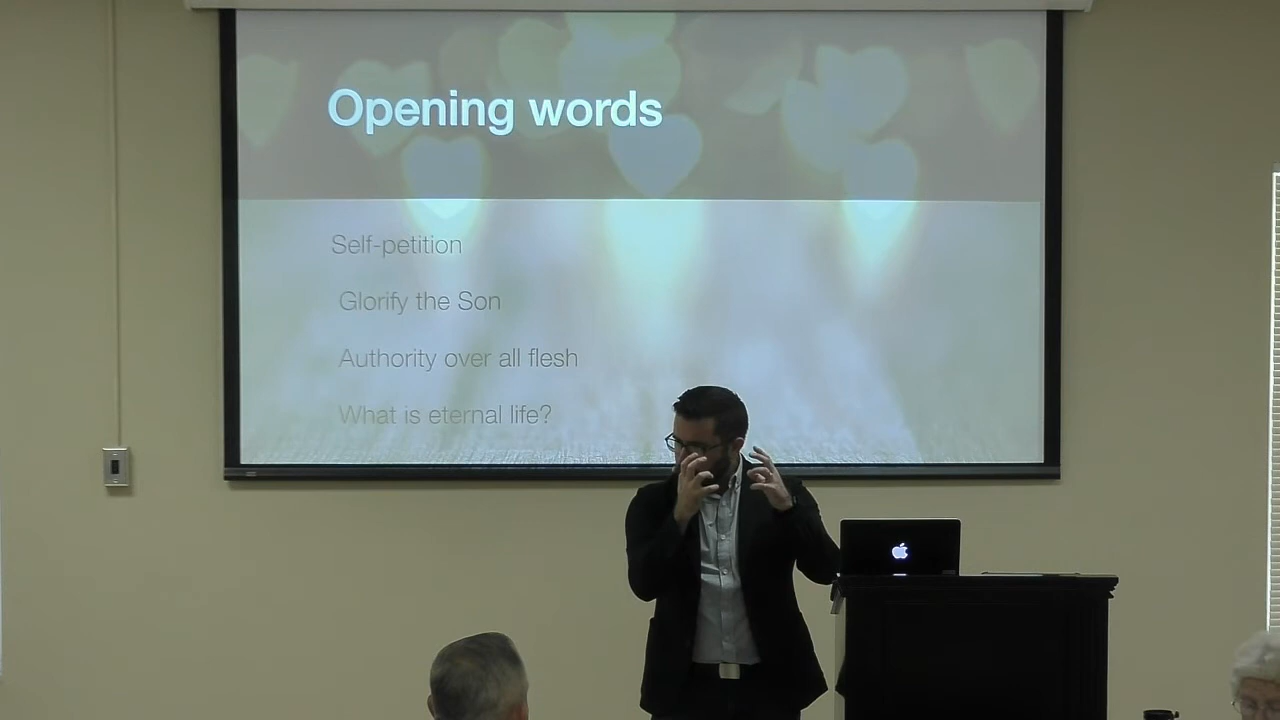 Opening words
Self-petition
Glorify the Son
Authority over all flesh
What is eternal life?